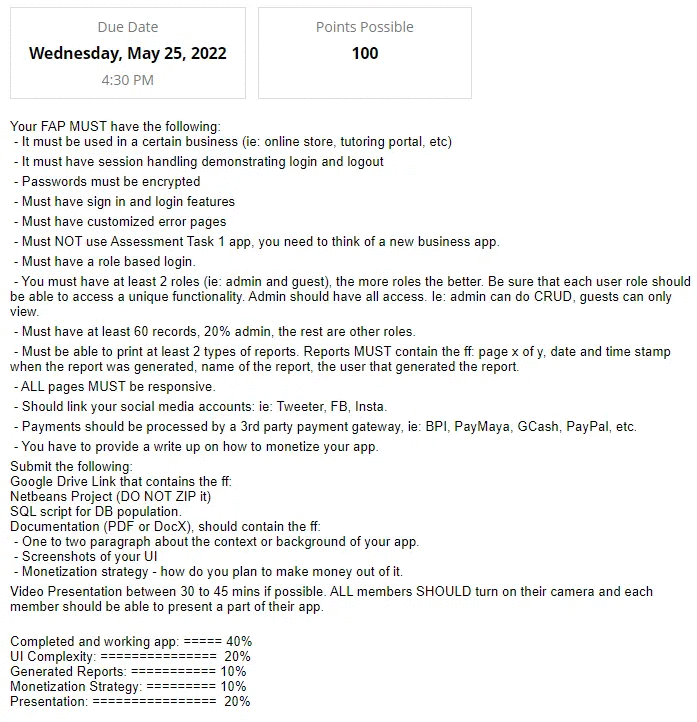 Due Date
Wednesday, May 25, 2022
4:30 PM
Points Possible
100
Your FAP MUST have the following:
- It must be used in a certain business (ie: online store, tutoring portal, etc)
- It must have session handling demonstrating login and logout
- Passwords must be encrypted
- Must have sign in and login features
- Must have customized error pages
- Must NOT use Assessment Task 1 app, you need to think of a new business app.
- Must have a role based login.
- You must have at least 2 roles (ie: admin and guest), the more roles the better. Be sure that each user role should
be able to access a unique functionality. Admin should have all access. Ie: admin can do CRUD, guests can only
view.
- Must have at least 60 records, 20% admin, the rest are other roles.
- Must be able to print at least 2 types of reports. Reports MUST contain the ff: page x of y, date and time stamp
when the report was generated, name of the report, the user that generated the report.
- ALL pages MUST be responsive.
- Should link your social media accounts: ie: Tweeter, FB, Insta.
- Payments should be processed by a 3rd party payment gateway, ie: BPI, PayMaya, GCash, PayPal, etc.
- You have to provide a write up on how to monetize your app.
Submit the following:
Google Drive Link that contains the ff:
Netbeans Project (DO NOT ZIP it)
SQL script for DB population.
Documentation (PDF or DocX), should contain the ff:
- One to two paragraph about the context or background of your app.
- Screenshots of your UI
- Monetization strategy - how do you plan to make money out of it.
Video Presentation between 30 to 45 mins if possible. ALL members SHOULD turn on their camera and each
member should be able to present a part of their app.
Completed and working app: ===== 40%
UI Complexity: =============== 20%
Generated Reports: =========== 10%
Monetization Strategy: ========= 10%
Presentation: ================ 20%